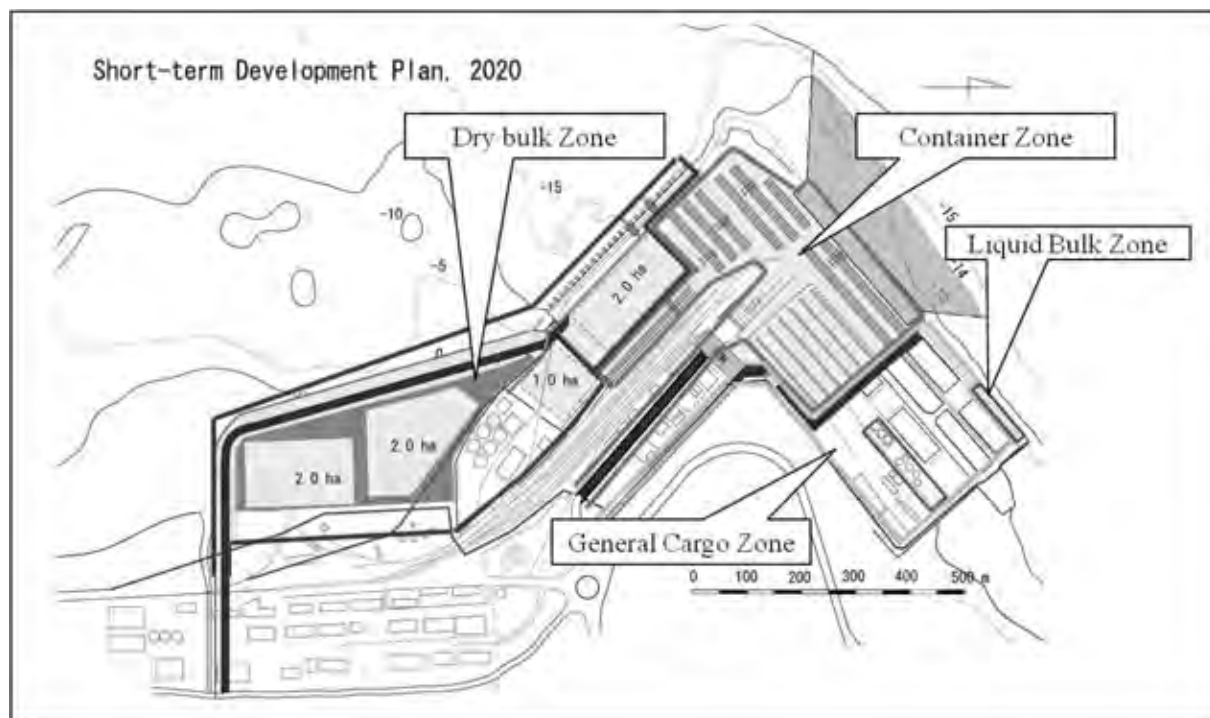 Short-term Development Plan. 2020
Dry bulk Zone
Container Zone
-15
-10
-15
Liquid Bulk Zone
-5
-14
2.0 ha
0
1.0 ha
2.0 ha
2.0 ha
General Cargo Zone
0 100 200 300 400 500 m